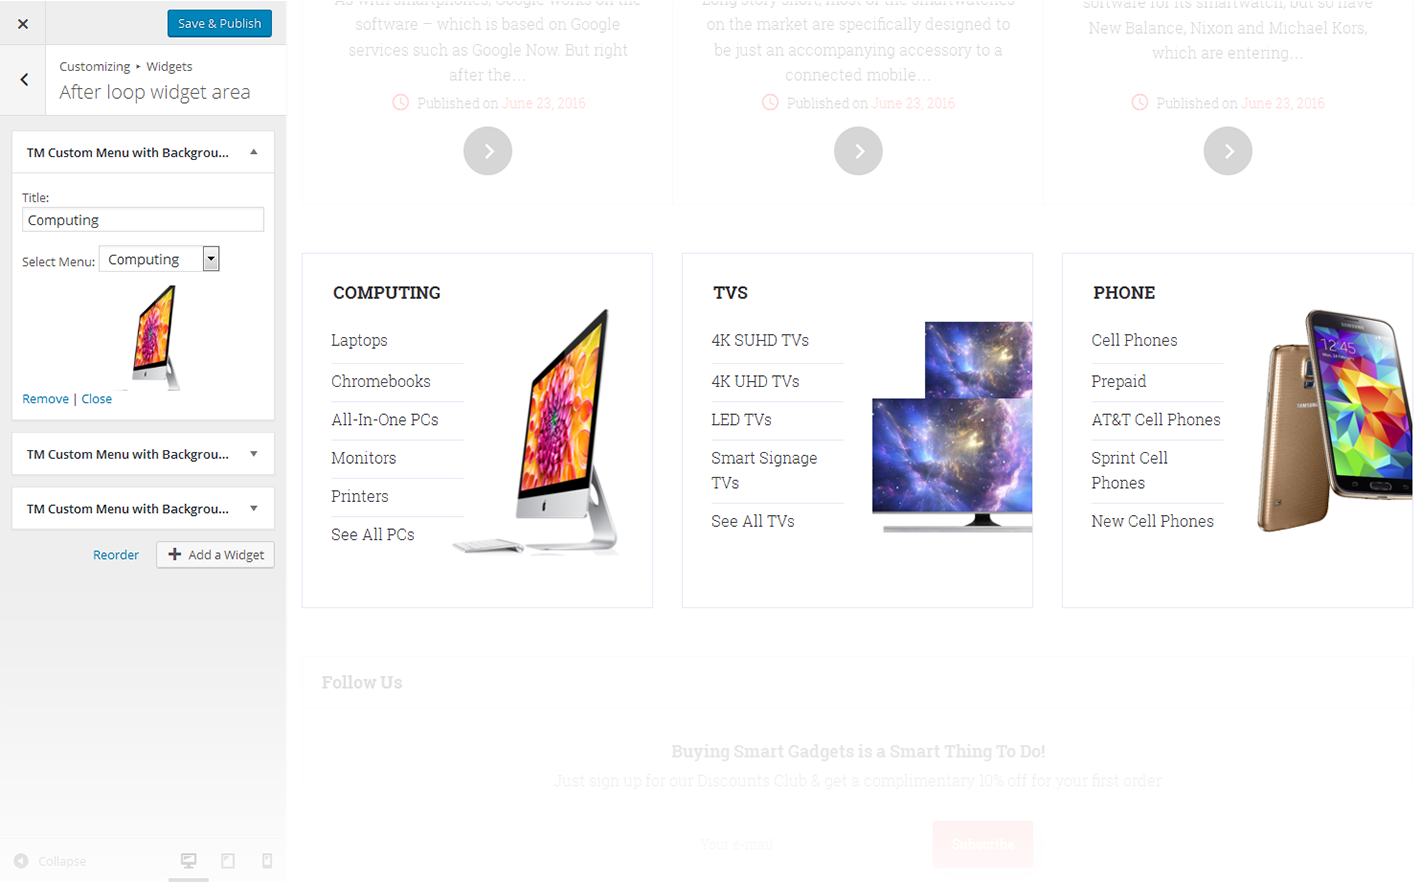 Save & Publish
Customizing ▸ Widgets
After loop widget area
TM Custom Menu with Backgrou...
Title:
Computing
Select Menu: Computing
Remove | Close
TM Custom Menu with Backgrou...
TM Custom Menu with Backgrou...
Reorder
Add a Widget
Collapse
As with smartphones, Google works on the
software – which is based on Google
services such as Google Now. But right
after the...
Published on June 23, 2016
Long story short, most of the smartwatches
on the market are specifically designed to
be just an accompanying accessory to a
connected mobile...
Published on June 23, 2016
software for its smartwatch, but so have
New Balance, Nixon and Michael Kors,
which are entering...
Published on June 23, 2016
COMPUTING
Laptops
Chromebooks
All-In-One PCs
Monitors
Printers
See All PCs
TVS
4K SUHD TVs
4K UHD TVs
LED TVs
Smart Signage
TVs
See All TVs
PHONE
Cell Phones
Prepaid
AT&T Cell Phones
Sprint Cell
Phones
New Cell Phones
SAMSUNG
12:45
SAMSUNG
Follow Us
Buying Smart Gadgets is a Smart Thing To Do!
Just sign up for our Discounts Club & get a complimentary 10% off for your first order
Your e-mail
Subscribe